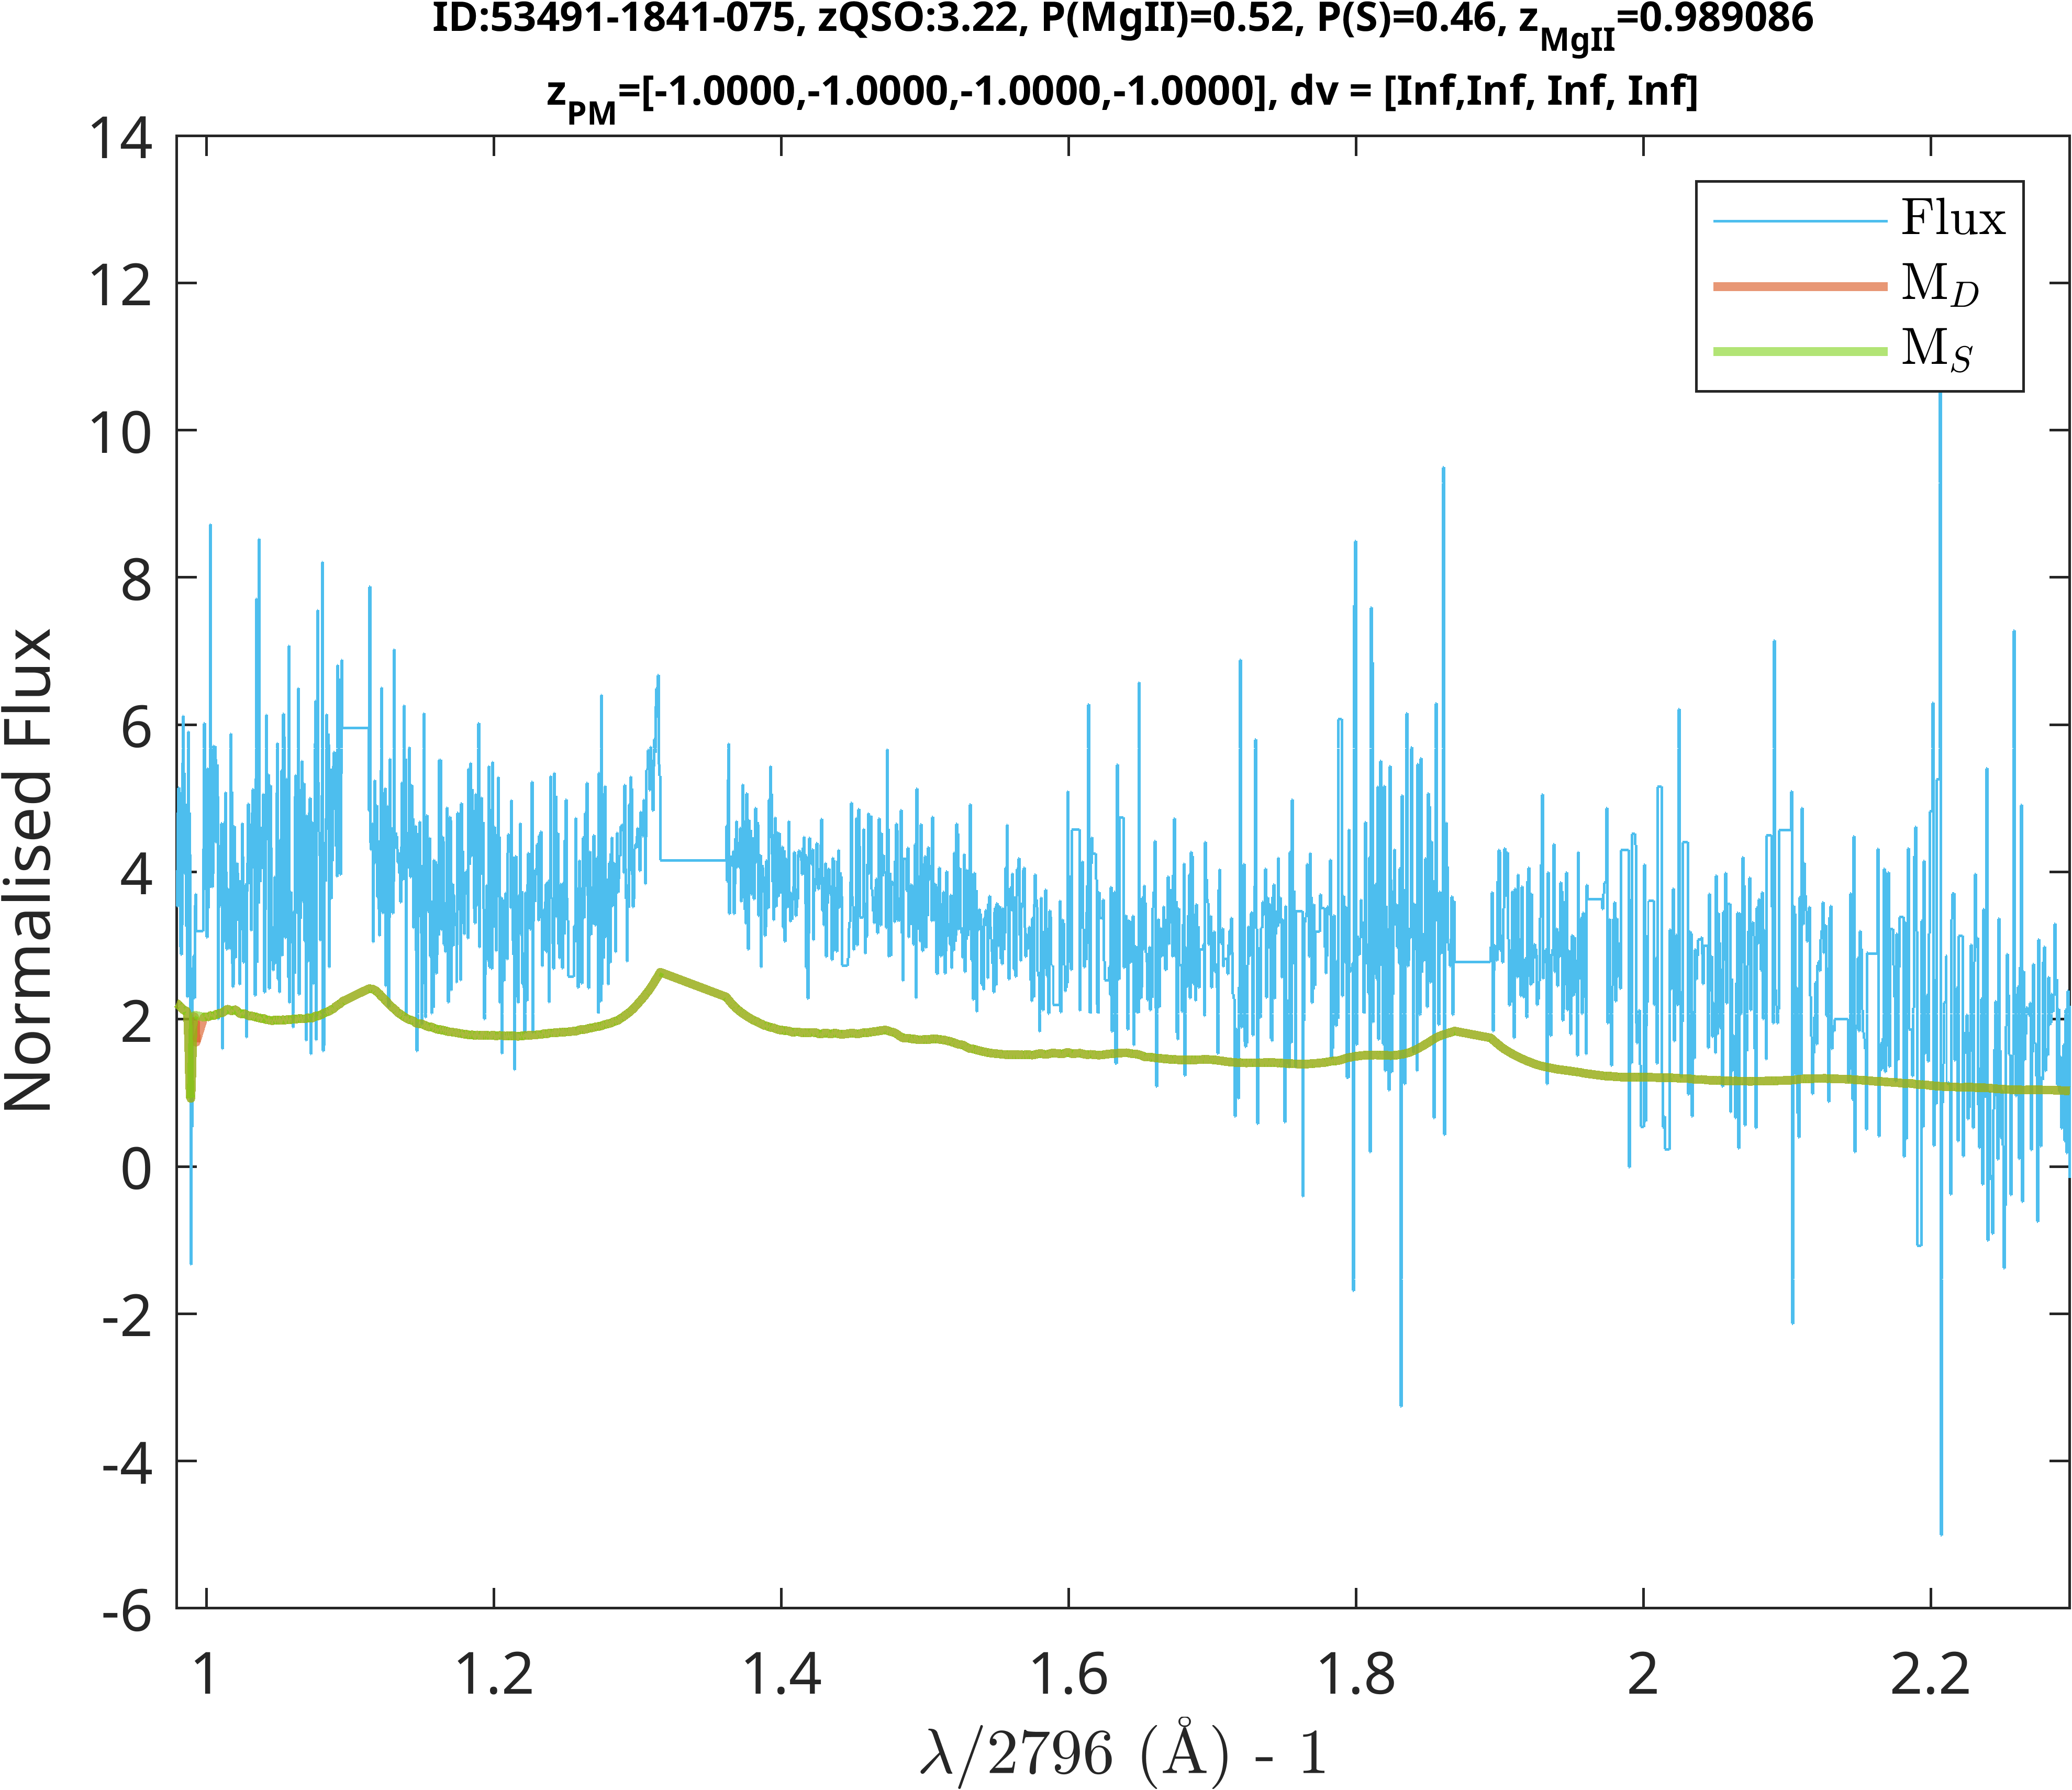 ID:53491-1841-075, zQSO:3.22, P(MgII)=0.52, P(S)=0.46, zMgII=0.989086
zPM=[-1.0000,-1.0000,-1.0000,-1.0000], dv = [Inf,Inf, Inf, Inf]
14
12
10
8
6
4
2
0
-2
-4
-6
Normalised Flux
Flux
MD
MS
1 1.2 1.4 1.6 1.8 2 2.2
λ/2796 (Å) - 1